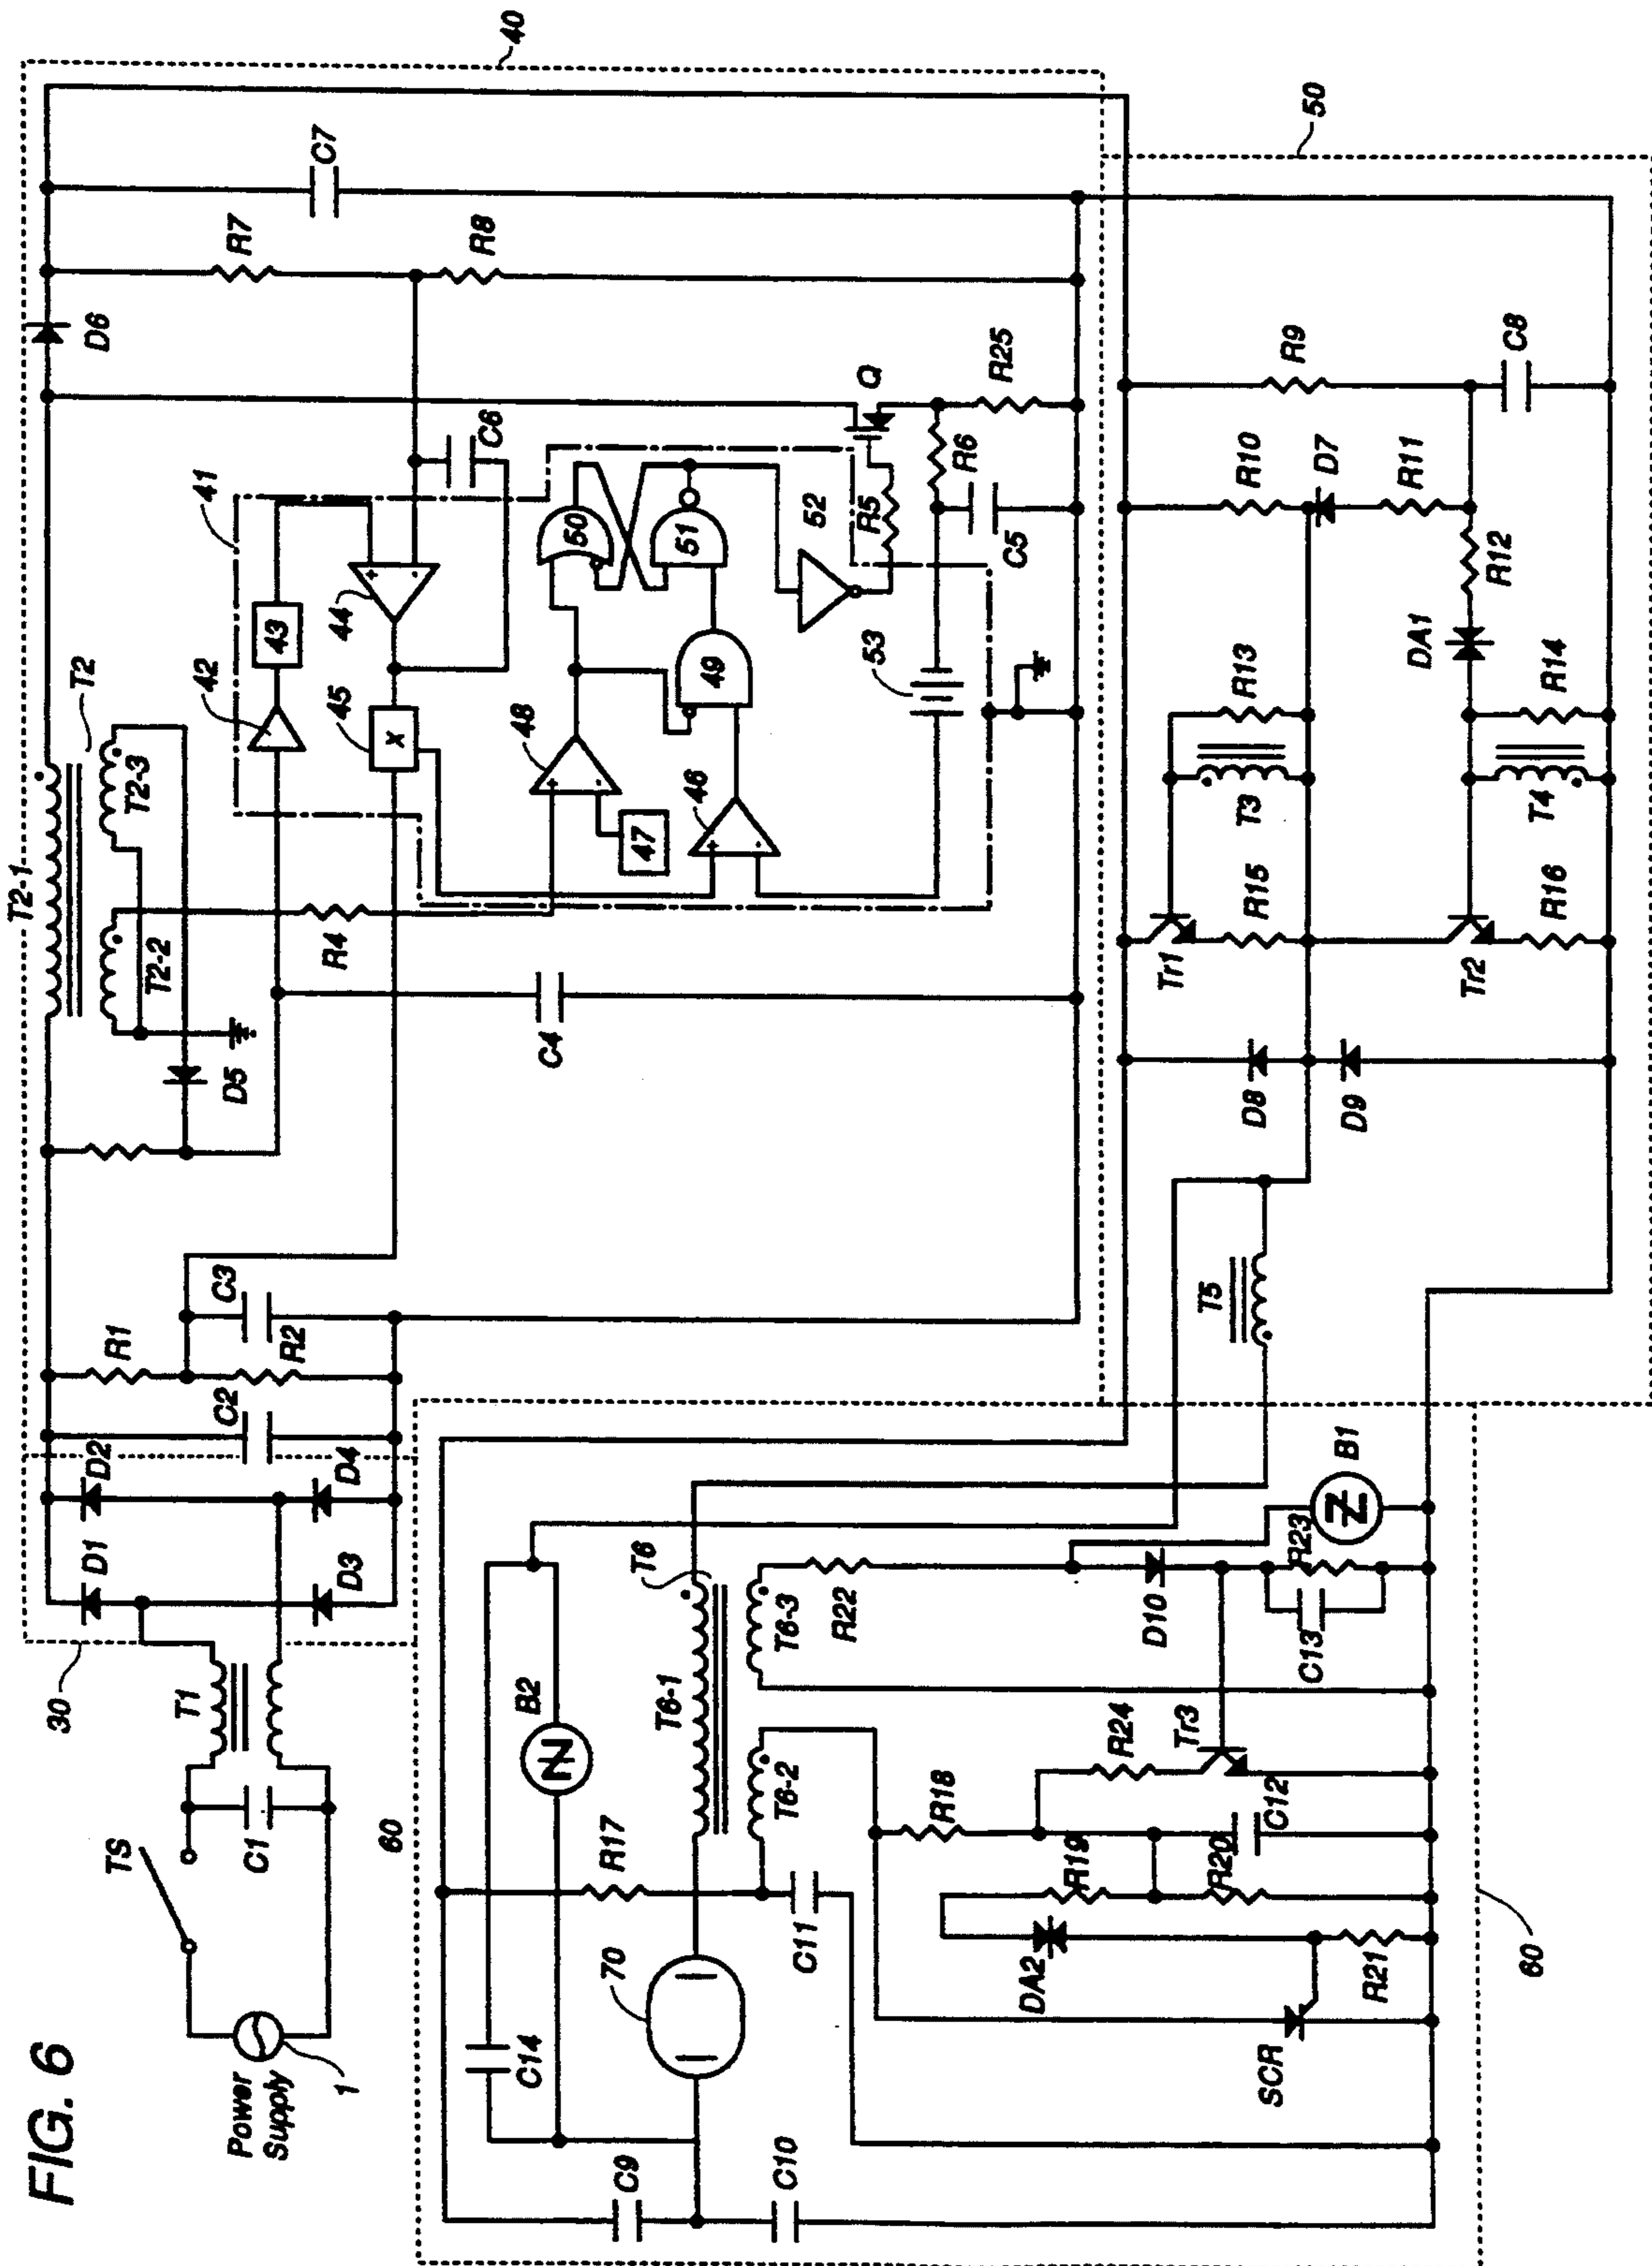 FIG. 6
Power
Supply
1
TS
C1
T1
30
D1
D2
D3
D4
C2
R1
R2
C3
T2-1
T2
T2-2
T2-3
D5
R4
C4
40
41
42
43
44
+
-
45
x
C6
D6
R7
R8
C7
48
+
-
47
46
+
-
49
50
51
52
53
R5
Q
R6
C5
R25
50
R9
C8
R10
D7
R11
R12
DA1
R13
T3
R14
T4
Tr1
R15
Tr2
R16
D8
D9
T5
60
C9
C10
C14
B2
70
R17
C11
T6
T6-1
T6-2
T6-3
R22
D10
B1
R23
C13
R24
Tr3
R18
R19
R20
C12
DA2
R21
SCR
60